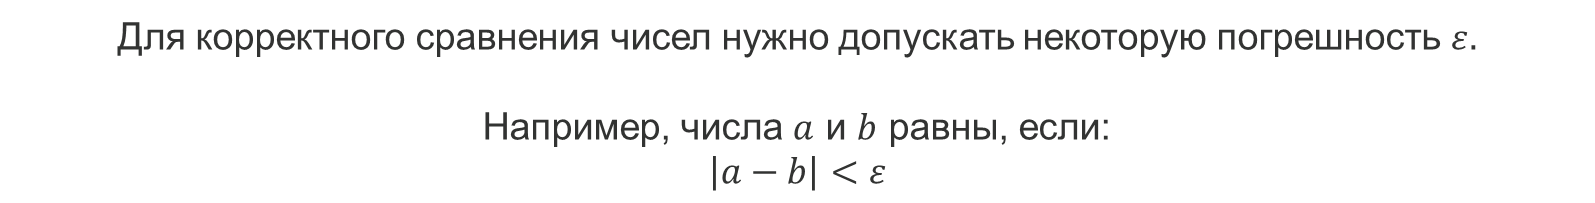 Для корректного сравнения чисел нужно допускать некоторую погрешность 𝜀.
Например, числа 𝑎 и 𝑏 равны, если:
|𝑎 − 𝑏| < 𝜀